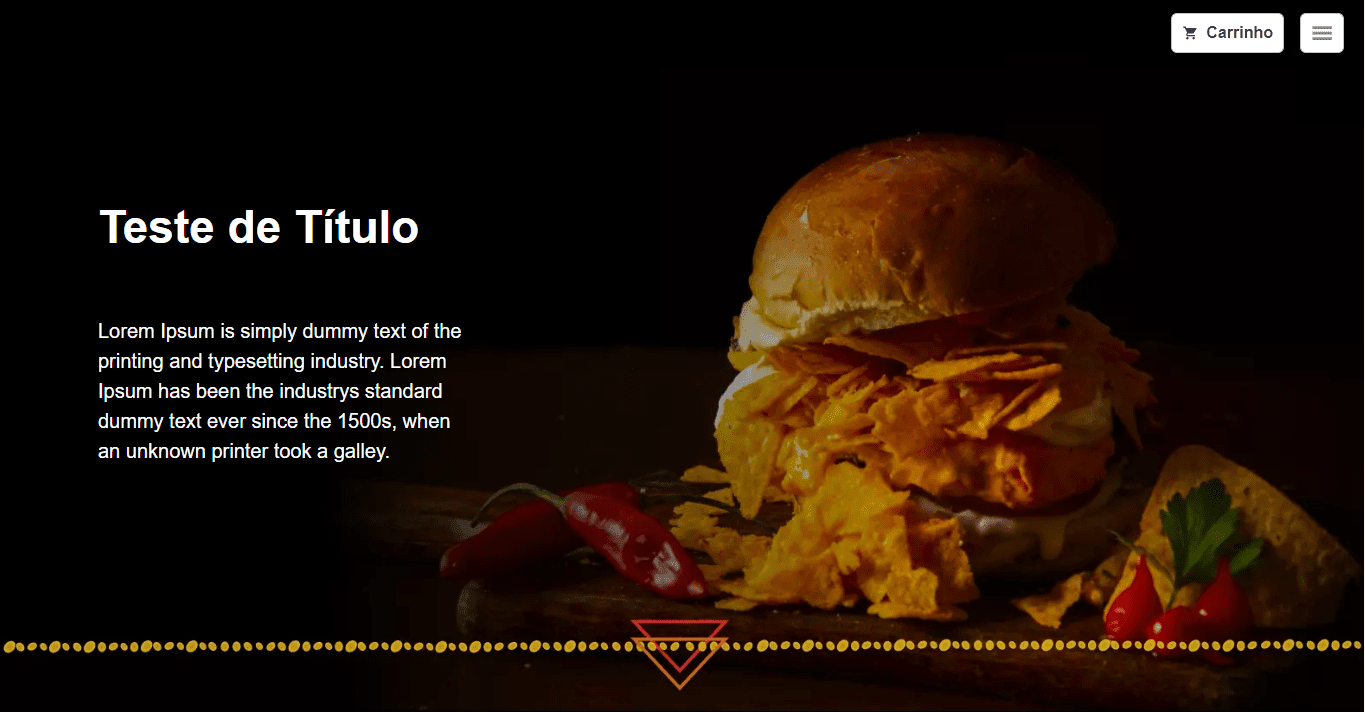 Carrinho
Teste de Título
Lorem Ipsum is simply dummy text of the
printing and typesetting industry. Lorem
Ipsum has been the industrys standard
dummy text ever since the 1500s, when
an unknown printer took a galley.